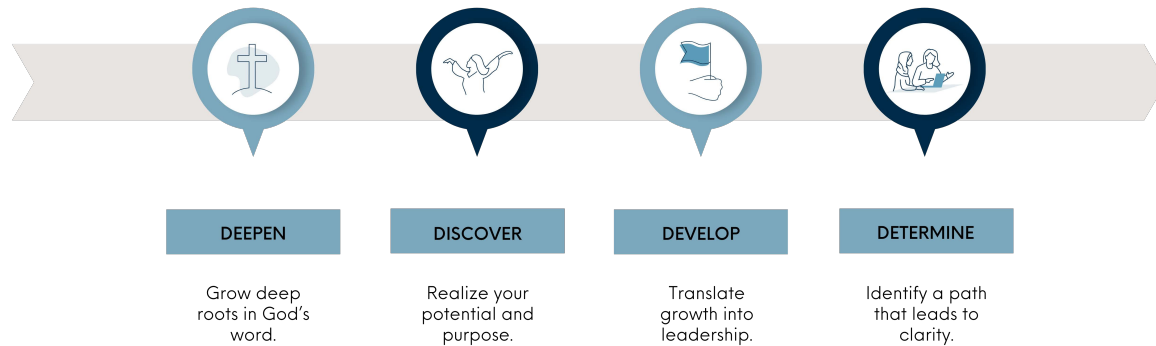 DEEPEN
Grow deep
roots in God’s
word.
DISCOVER
Realize your
potential and
purpose.
DEVELOP
Translate
growth into
leadership.
DETERMINE
Identify a path
that leads to
clarity.